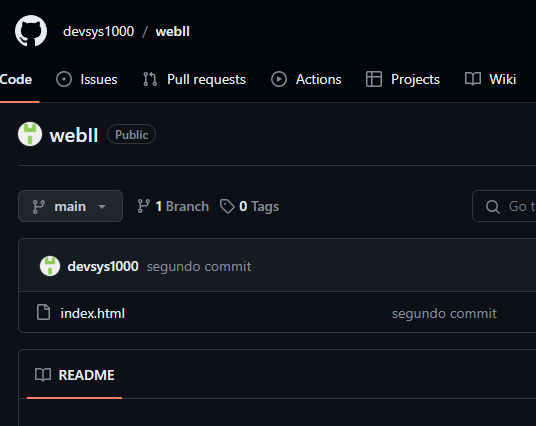 devsys1000 / webII
Code Issues Pull requests Actions Projects Wiki
webII Public
main 1 Branch 0 Tags Go t
devsys1000 segundo commit
index.html segundo commit
README